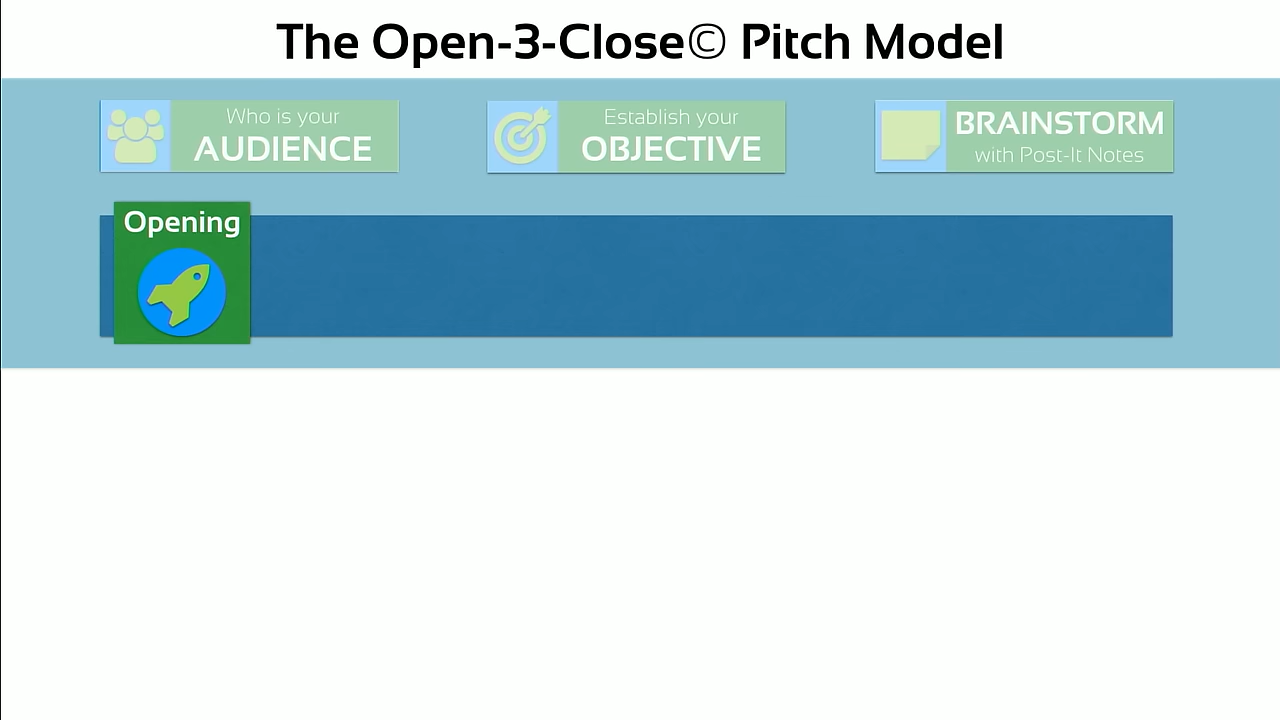 The Open-3-Close© Pitch Model
Who is your
AUDIENCE
Establish your
OBJECTIVE
BRAINSTORM
with Post-It Notes
Opening